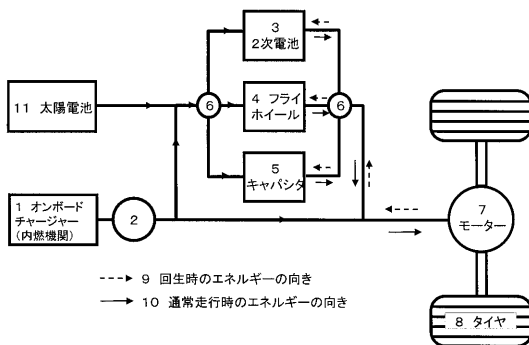 3
2次電池
11 太陽電池
6
4 フライ
ホイール
6
5
キャパシタ
1 オンボード
チャージャー
(内燃機関)
2
7
モーター
9 回生時のエネルギーの向き
10 通常走行時のエネルギーの向き
8 タイヤ